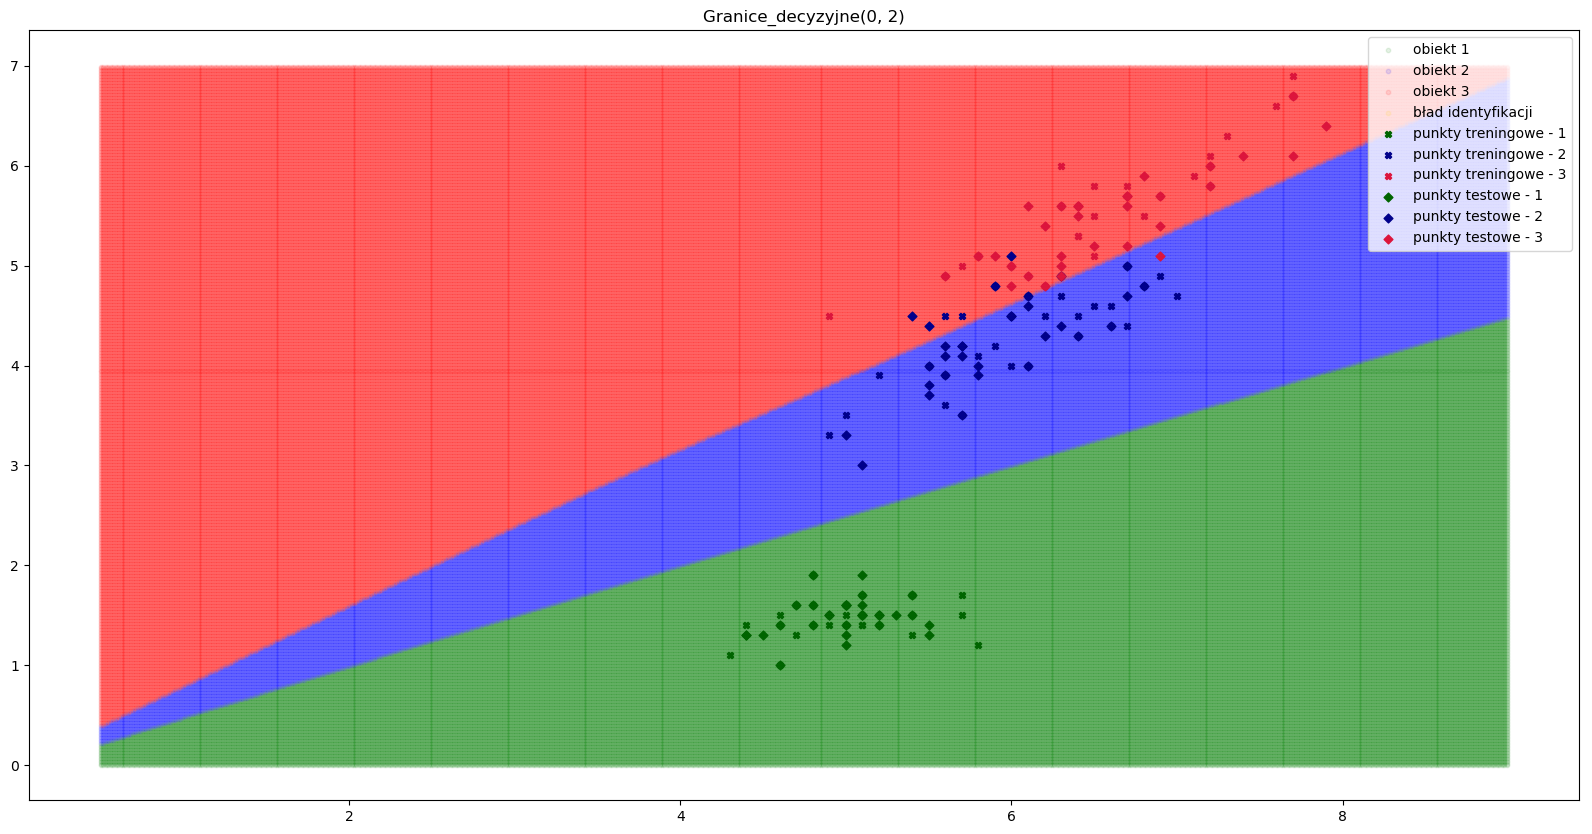 Granice_decyzyjne(0, 2)
obiekt 1
obiekt 2
obiekt 3
bład identyfikacji
punkty treningowe - 1
punkty treningowe - 2
punkty treningowe - 3
punkty testowe - 1
punkty testowe - 2
punkty testowe - 3
7
6
5
4
3
2
1
0
2 4 6 8